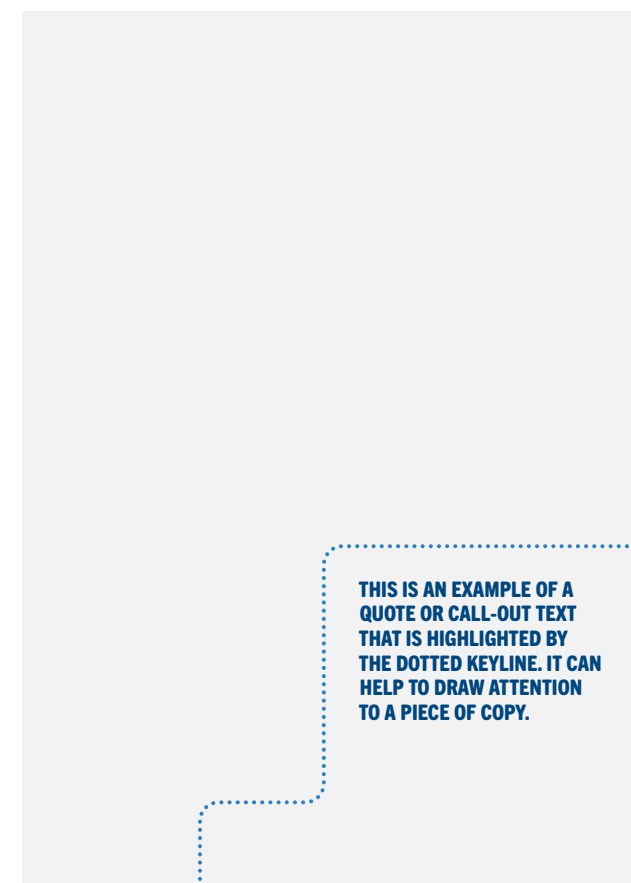 THIS IS AN EXAMPLE OF A
QUOTE OR CALL-OUT TEXT
THAT IS HIGHLIGHTED BY
THE DOTTED KEYLINE. IT CAN
HELP TO DRAW ATTENTION
TO A PIECE OF COPY.